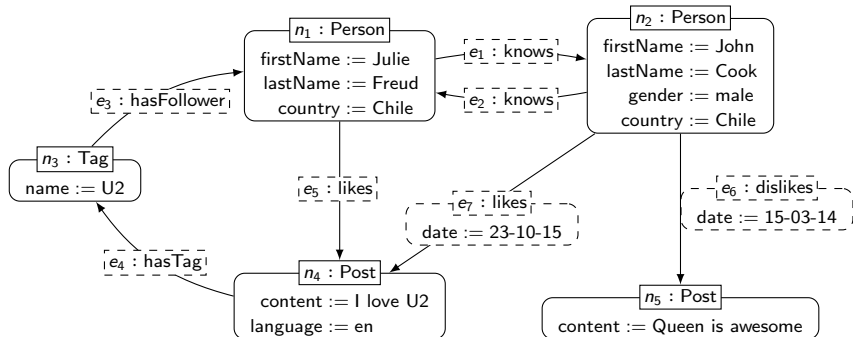 n₁ : Person
firstName := Julie
lastName := Freud
country := Chile
e₁ : knows
e₂ : knows
n₂ : Person
firstName := John
lastName := Cook
gender := male
country := Chile
e₃ : hasFollower
n₃ : Tag
name := U2
e₅ : likes
e₇ : likes
date := 23-10-15
e₆ : dislikes
date := 15-03-14
e₄ : hasTag
n₄ : Post
content := I love U2
language := en
n₅ : Post
content := Queen is awesome